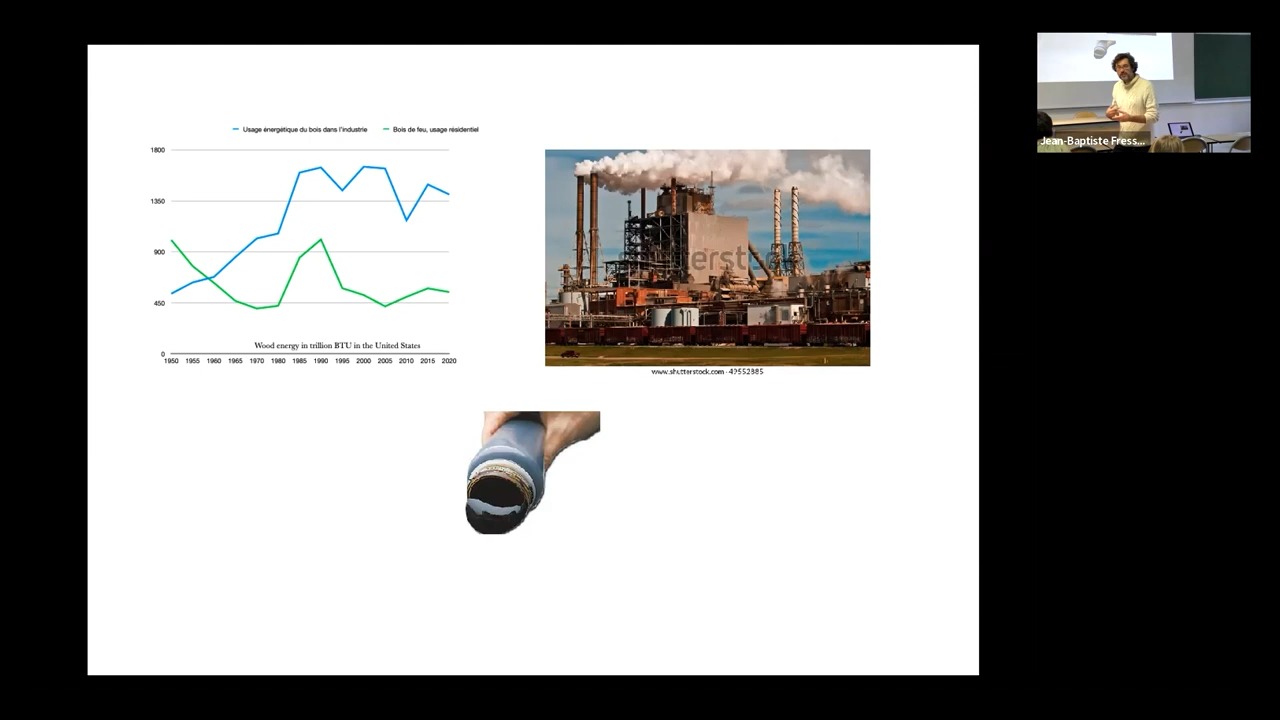 Usage énergétique du bois dans l'industrie
Bois de feu, usage résidentiel
1800
1350
900
450
0
Wood energy in trillion BTU in the United States
1950 1955 1960 1965 1970 1980 1985 1990 1995 2000 2005 2010 2015 2020
www.shutterstock.com · 49552885
Jean-Baptiste Fress...